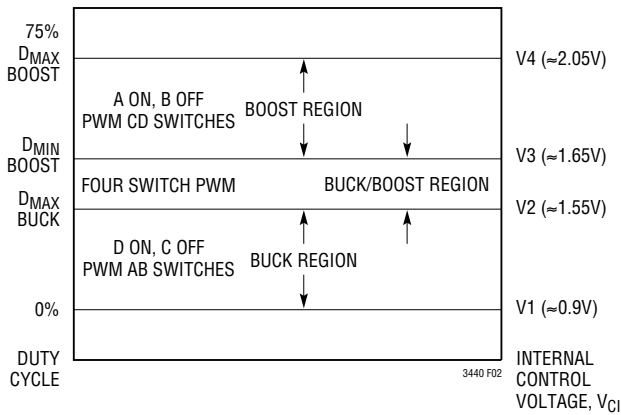 75%
DMAX
BOOST
V4 (≈2.05V)
A ON, B OFF
PWM CD SWITCHES
BOOST REGION
DMIN
BOOST
V3 (≈1.65V)
FOUR SWITCH PWM
BUCK/BOOST REGION
DMAX
BUCK
V2 (≈1.55V)
D ON, C OFF
PWM AB SWITCHES
BUCK REGION
0%
V1 (≈0.9V)
DUTY
CYCLE
3440 F02
INTERNAL
CONTROL
VOLTAGE, VCI